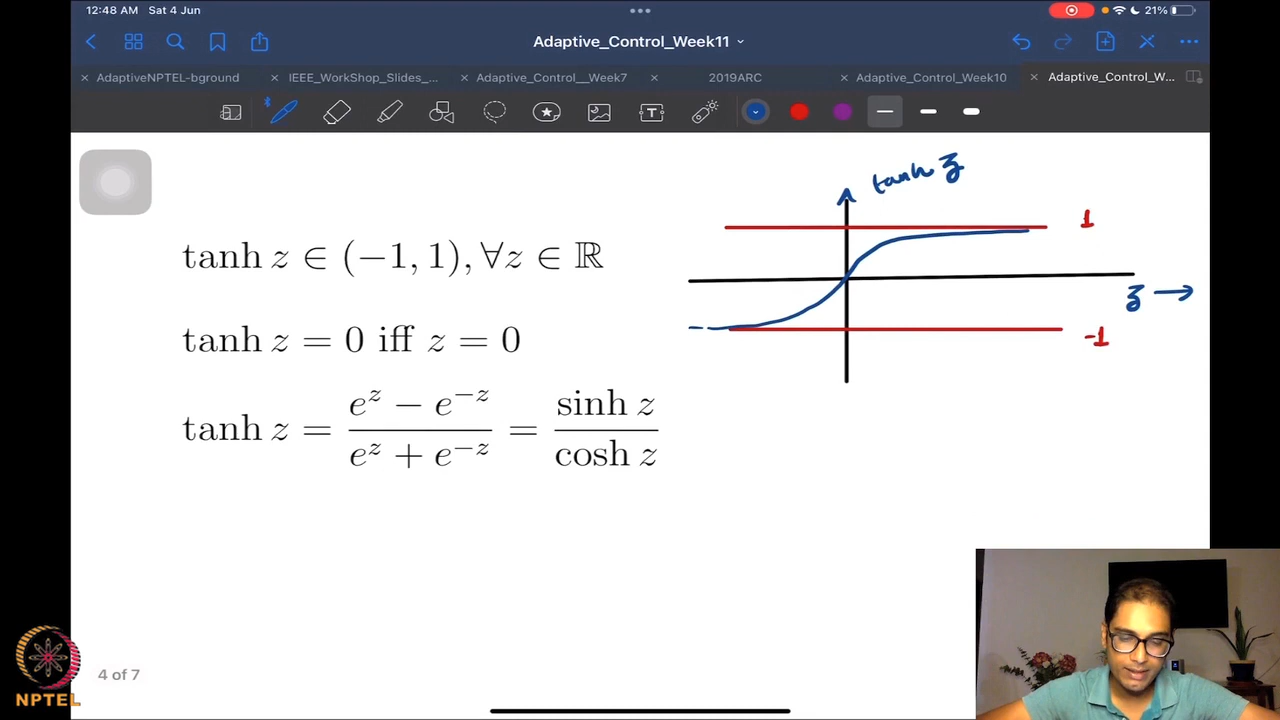 12:48 AM Sat 4 Jun
21%
Adaptive_Control_Week11
AdaptiveNPTEL-bground
IEEE_WorkShop_Slides_...
Adaptive_Control__Week7
2019ARC
Adaptive_Control_Week10
Adaptive_Control_W...
tanh z
1
tanh z ∈ (−1, 1), ∀z ∈ ℝ
z →
-1
tanh z = 0 iff z = 0
tanh z = (e^z − e^{−z}) / (e^z + e^{−z}) = sinh z / cosh z
4 of 7
NPTEL